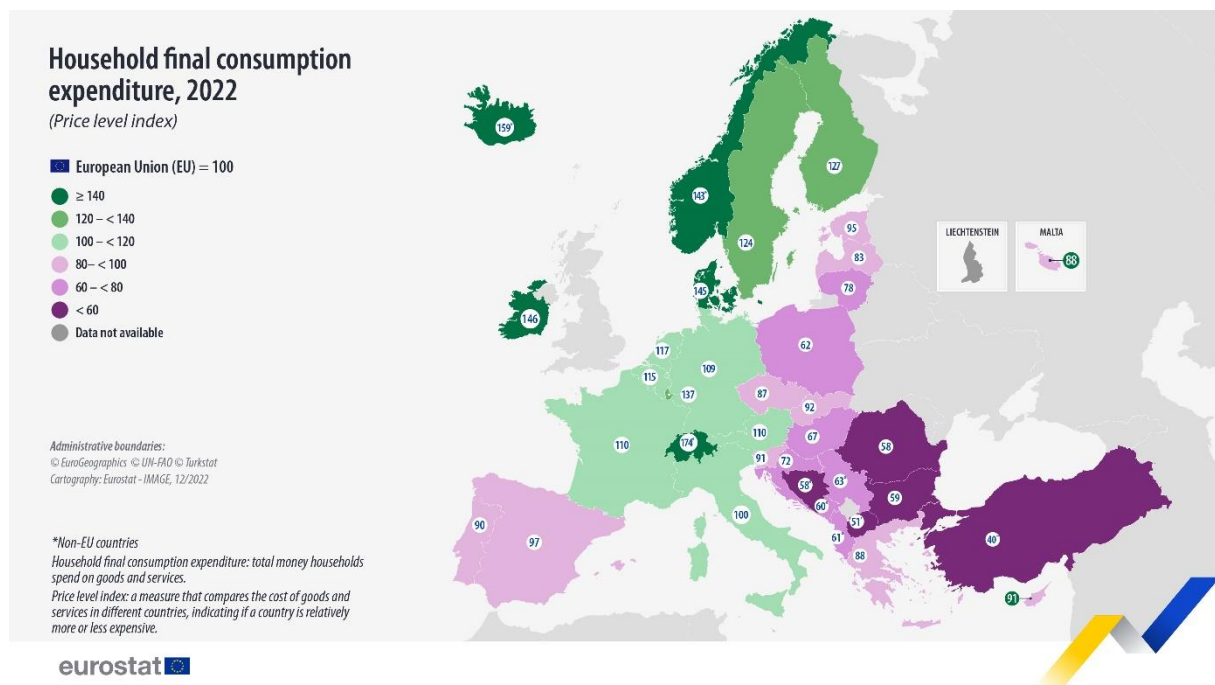 Household final consumption
expenditure, 2022
(Price level index)
European Union (EU) = 100
≥ 140
120 – < 140
100 – < 120
80– < 100
60 – < 80
< 60
Data not available
Administrative boundaries:
© EuroGeographics © UN-FAO © Turkstat
Cartography: Eurostat - IMAGE, 12/2022
*Non-EU countries
Household final consumption expenditure: total money households
spend on goods and services.
Price level index: a measure that compares the cost of goods and
services in different countries, indicating if a country is relatively
more or less expensive.
eurostat
159*
127
143*
124
95
83
78
145
146
62
117
109
115
137
87
92
110
174*
110
67
91
72
58
58*
63*
60*
59
51*
61*
100
90
97
88
40*
91
LIECHTENSTEIN
MALTA
88